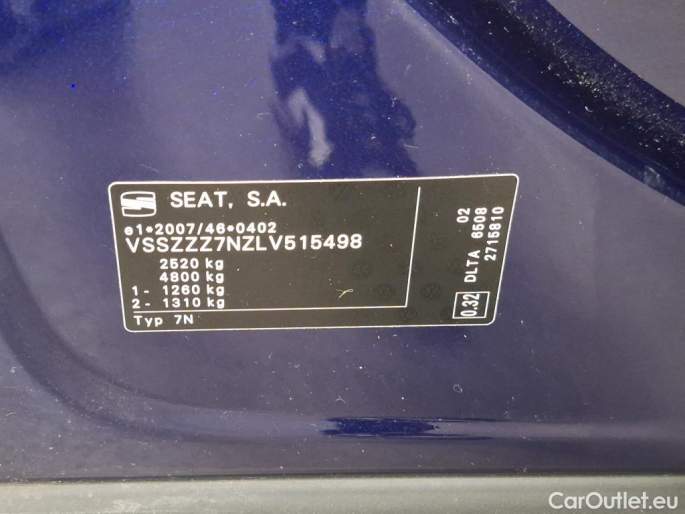 SEAT, S.A.
e1*2007/46*0402
VSSZZZ7NZLV515498
2520 kg
4800 kg
1- 1260 kg
2- 1310 kg
Typ 7N
02
DLTA 6508
2715810
0.32
CarOutlet.eu